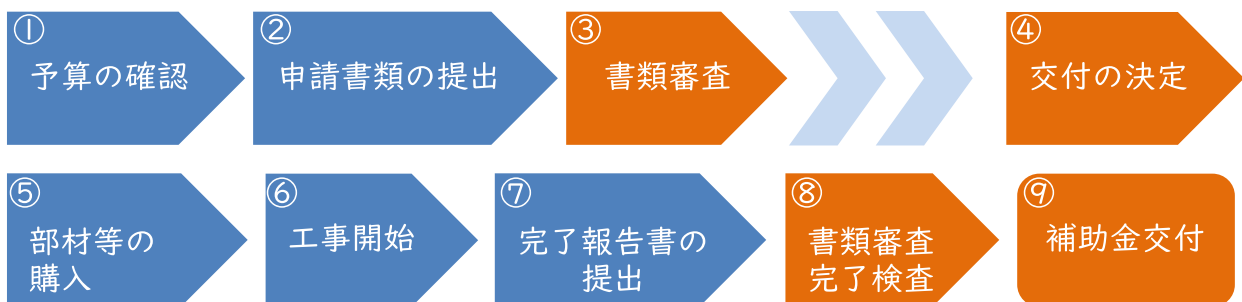 ①
予算の確認
②
申請書類の提出
③
書類審査
④
交付の決定
⑤
部材等の
購入
⑥
工事開始
⑦
完了報告書の
提出
⑧
書類審査
完了検査
⑨
補助金交付